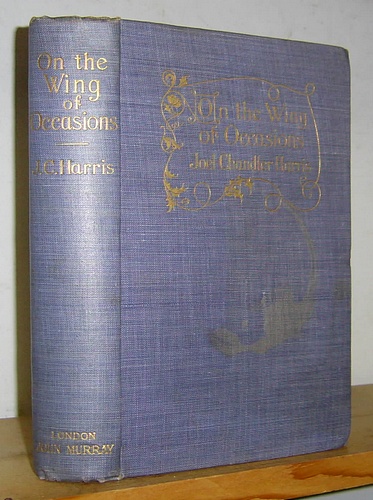 On the
Wing
of
Occasions
J.C. Harris
LONDON
JOHN MURRAY
On the Wing
of Occasions
Joel Chandler Harris